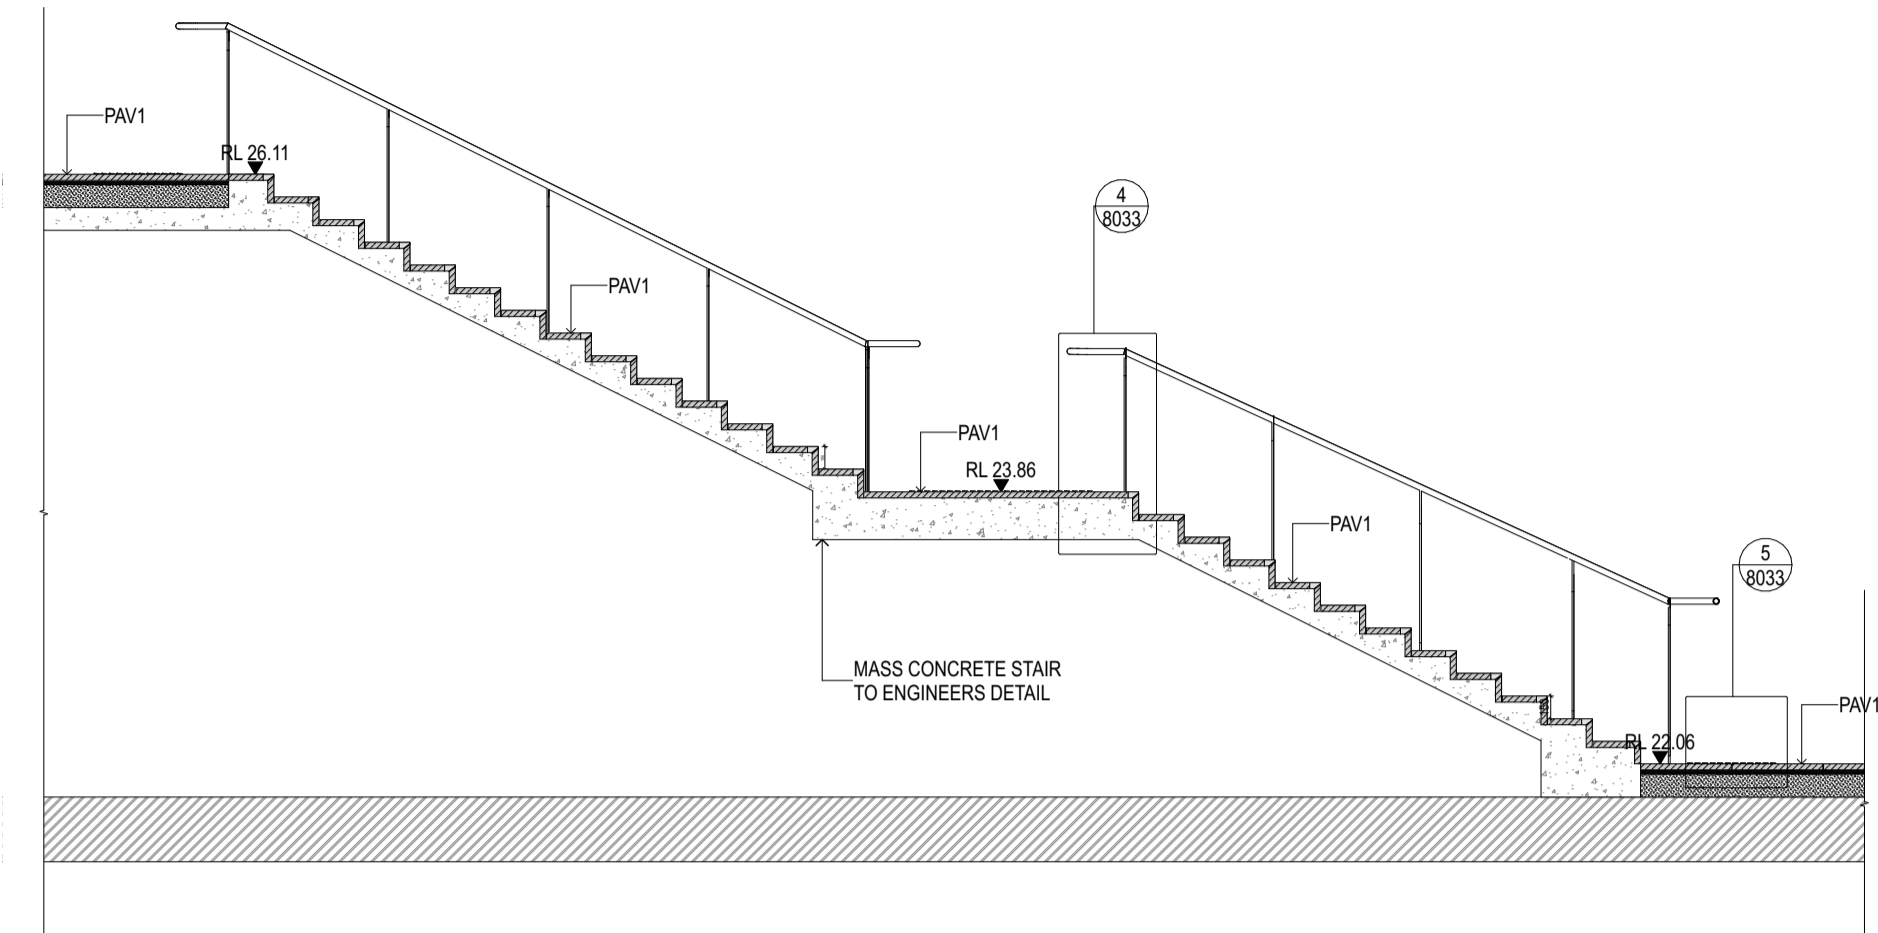 PAV1
RL 26.11
4
8033
PAV1
PAV1
RL 23.86
PAV1
5
8033
MASS CONCRETE STAIR
TO ENGINEERS DETAIL
PAV1
RL 22.06